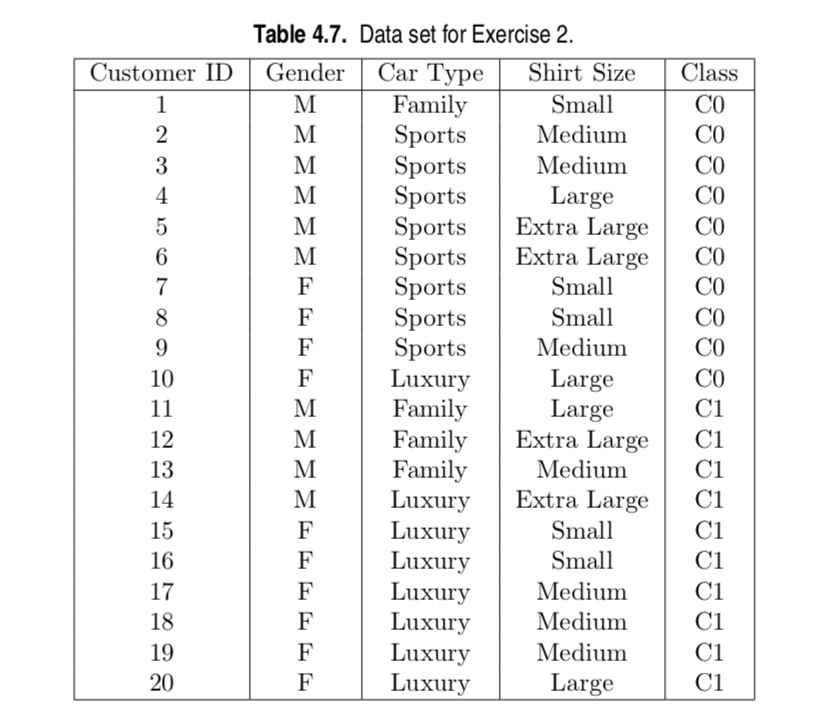 Table 4.7. Data set for Exercise 2.
Customer ID Gender Car Type Shirt Size Class
1 M Family Small C0
2 M Sports Medium C0
3 M Sports Medium C0
4 M Sports Large C0
5 M Sports Extra Large C0
6 M Sports Extra Large C0
7 F Sports Small C0
8 F Sports Small C0
9 F Sports Medium C0
10 F Luxury Large C0
11 M Family Large C1
12 M Family Extra Large C1
13 M Family Medium C1
14 M Luxury Extra Large C1
15 F Luxury Small C1
16 F Luxury Small C1
17 F Luxury Medium C1
18 F Luxury Medium C1
19 F Luxury Medium C1
20 F Luxury Large C1